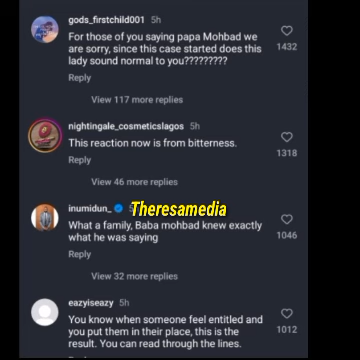 gods_firstchild001 5h
For those of you saying papa Mohbad we
are sorry, since this case started does this
lady sound normal to you?????????
1432
Reply
View 117 more replies
nightingale_cosmeticslagos 5h
This reaction now is from bitterness.
1318
Reply
View 46 more replies
inumidun_ 5
Theresamedia
What a family, Baba mohbad knew exactly
what he was saying
1046
Reply
View 32 more replies
eazyiseazy 5h
You know when someone feel entitled and
you put them in their place, this is the
result. You can read through the lines.
1012